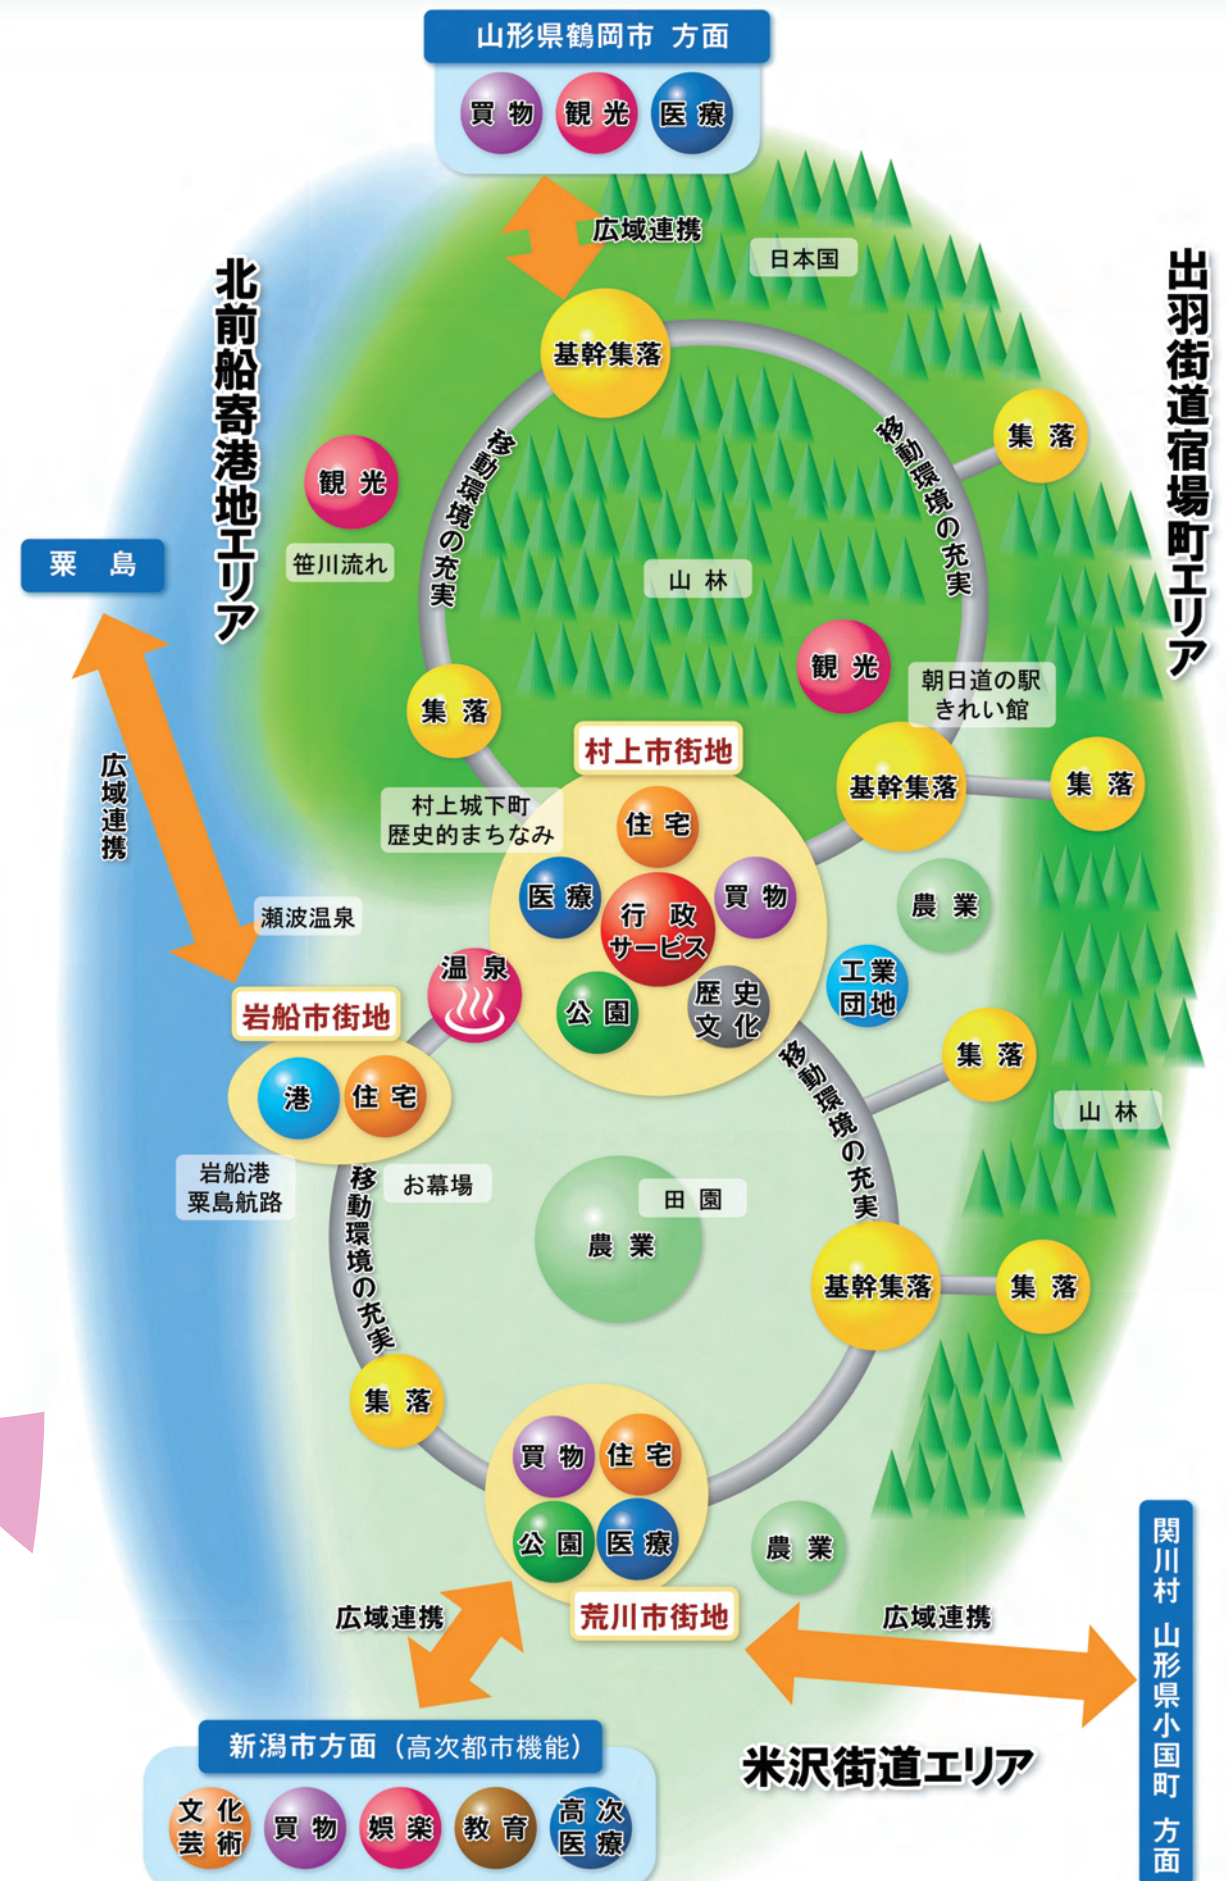 山形県鶴岡市 方面
買物
観光
医療
広域連携
日本国
北前船寄港地エリア
出羽街道宿場町エリア
基幹集落
移動環境の充実
移動環境の充実
集落
観光
笹川流れ
粟島
山林
観光
朝日道の駅
きれい館
集落
村上市街地
基幹集落
集落
広域連携
村上城下町
歴史的まちなみ
住宅
医療
買物
行政
サービス
農業
瀬波温泉
温泉
公園
歴史
文化
工業
団地
岩船市街地
港
住宅
移動環境の充実
集落
山林
岩船港
粟島航路
お幕場
移動環境の充実
田園
農業
基幹集落
集落
集落
買物
住宅
公園
医療
農業
荒川市街地
広域連携
広域連携
関川村 山形県小国町 方面
新潟市方面（高次都市機能）
米沢街道エリア
文化
芸術
買物
娯楽
教育
高次
医療